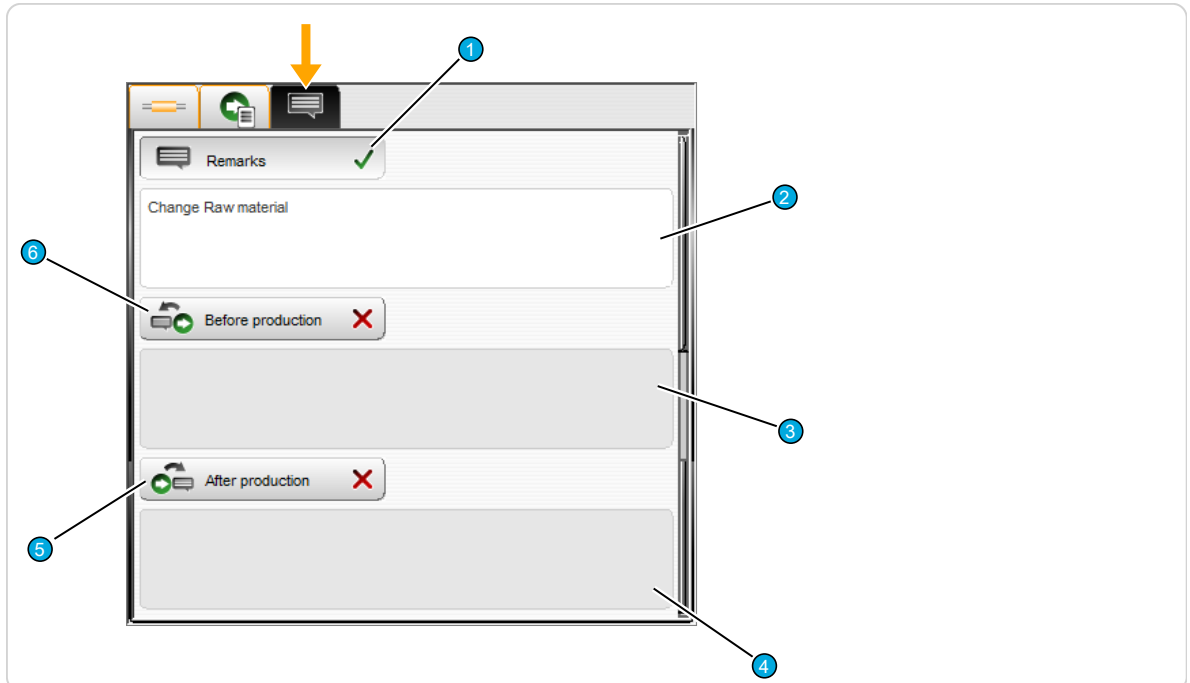 1
Remarks
Change Raw material
2
6
Before production
3
After production
5
4